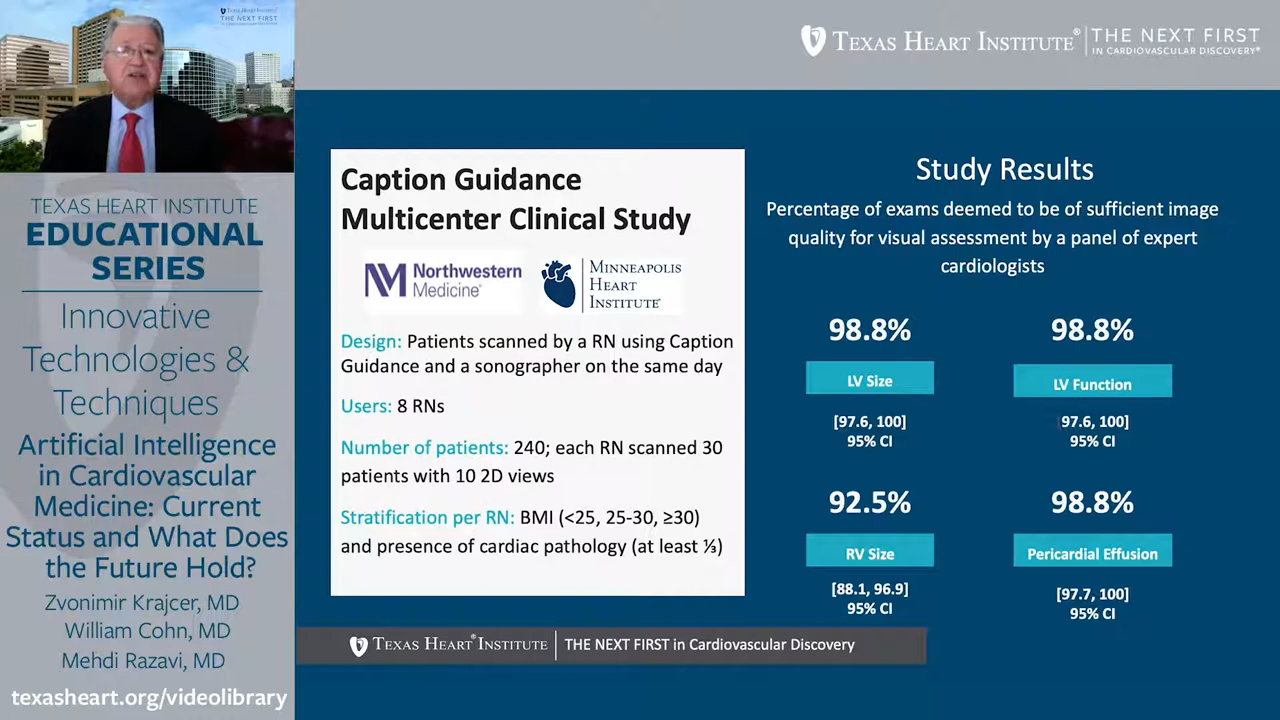 TEXAS HEART INSTITUTE
THE NEXT FIRST
TEXAS HEART INSTITUTE
EDUCATIONAL
SERIES
Innovative
Technologies &
Techniques
Artificial Intelligence
in Cardiovascular
Medicine: Current
Status and What Does
the Future Hold?
Zvonimir Krajcer, MD
William Cohn, MD
Mehdi Razavi, MD
texasheart.org/videolibrary
TEXAS HEART INSTITUTE®
THE NEXT FIRST
IN CARDIOVASCULAR DISCOVERY®
Caption Guidance
Multicenter Clinical Study
Northwestern
Medicine®
MINNEAPOLIS
HEART
INSTITUTE®
Design: Patients scanned by a RN using Caption
Guidance and a sonographer on the same day
Users: 8 RNs
Number of patients: 240; each RN scanned 30
patients with 10 2D views
Stratification per RN: BMI (<25, 25-30, ≥30)
and presence of cardiac pathology (at least ⅓)
Study Results
Percentage of exams deemed to be of sufficient image
quality for visual assessment by a panel of expert
cardiologists
98.8%
LV Size
[97.6, 100]
95% CI
98.8%
LV Function
[97.6, 100]
95% CI
92.5%
RV Size
[88.1, 96.9]
95% CI
98.8%
Pericardial Effusion
[97.7, 100]
95% CI
TEXAS HEART INSTITUTE® THE NEXT FIRST in Cardiovascular Discovery